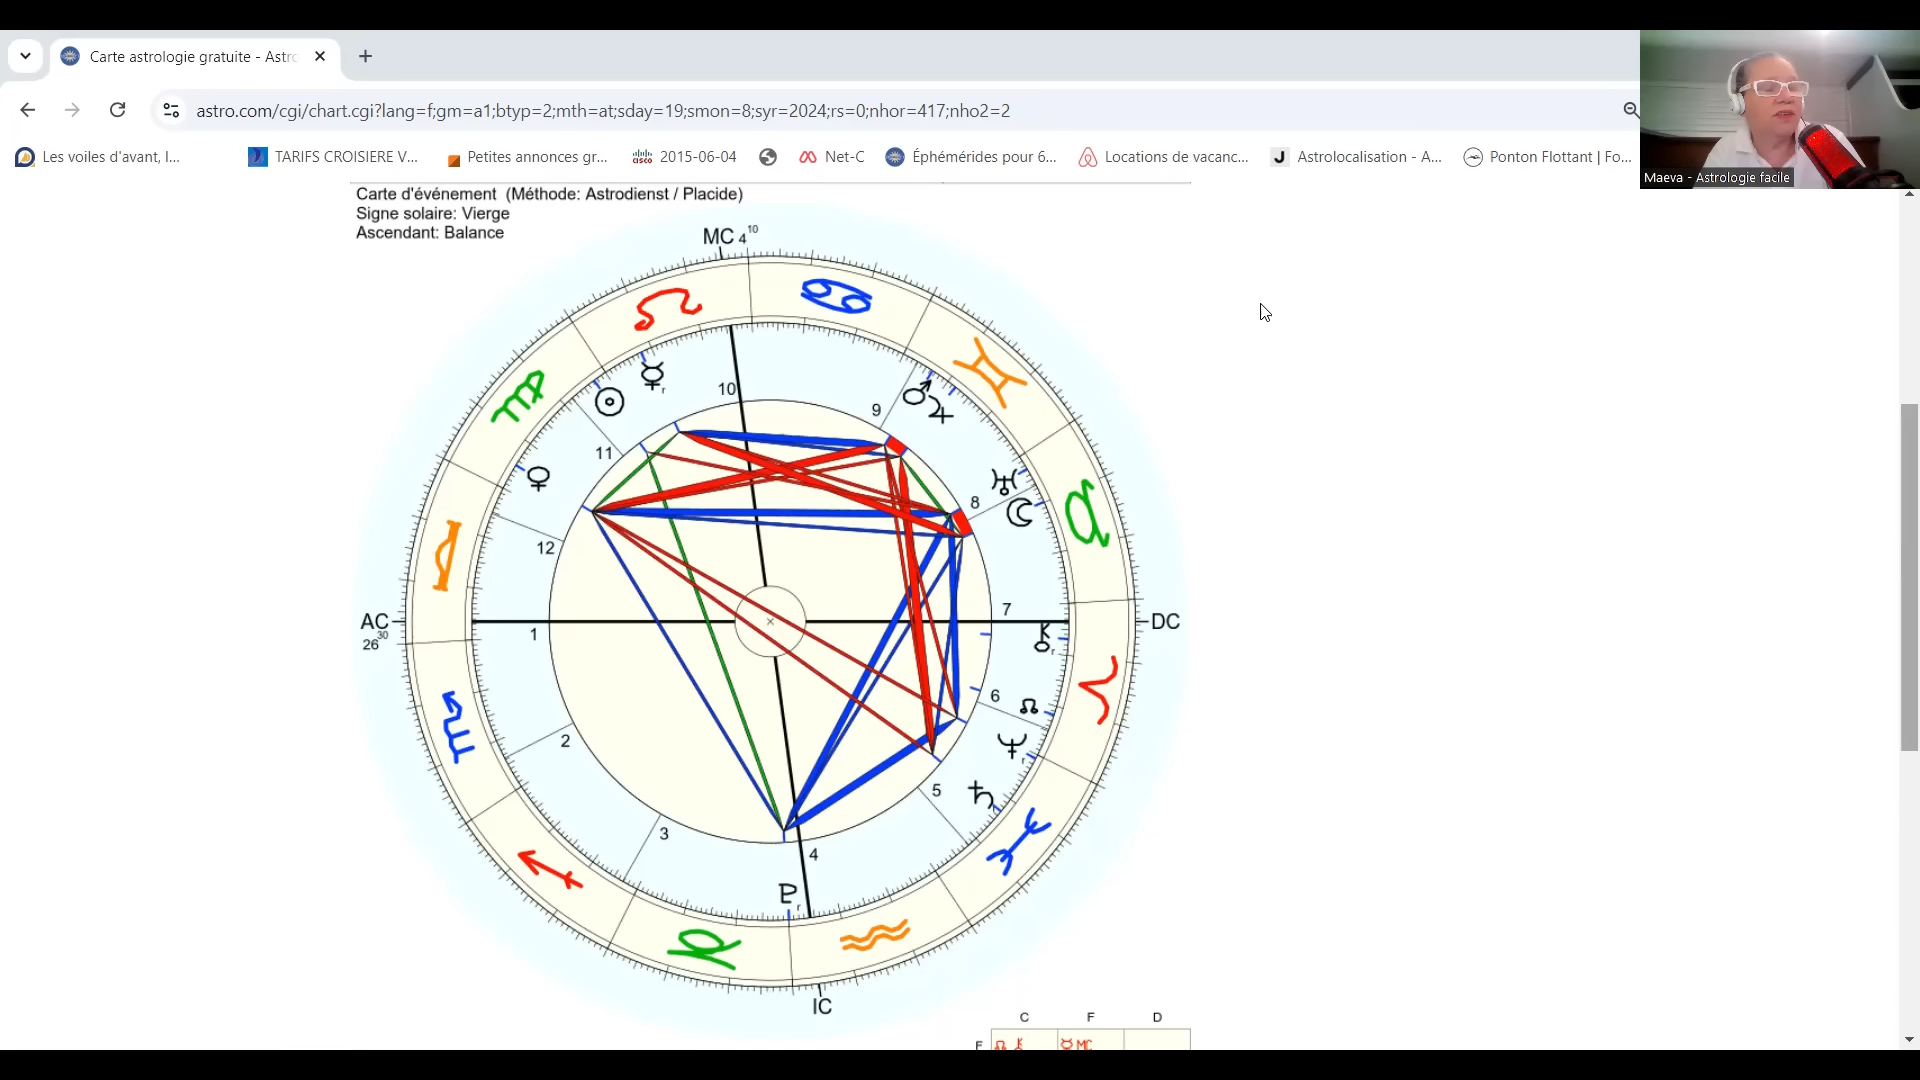 Carte astrologie gratuite - Astro
astro.com/cgi/chart.cgi?lang=f;gm=a1;btyp=2;mth=at;sday=19;smon=8;syr=2024;rs=0;nhor=417;nho2=2
Les voiles d'avant, l...
TARIFS CROISIERE V...
Petites annonces gr...
2015-06-04
Net-C
Éphémérides pour 6...
Locations de vacanc...
Astrolocalisation - A...
Ponton Flottant | Fo...
Maeva - Astrologie facile
Carte d'événement (Méthode: Astrodienst / Placide)
Signe solaire: Vierge
Ascendant: Balance
MC 4 10
10
9
11
8
12
AC
26 30
1
7
DC
6
2
5
3
4
IC
C F D
F MC